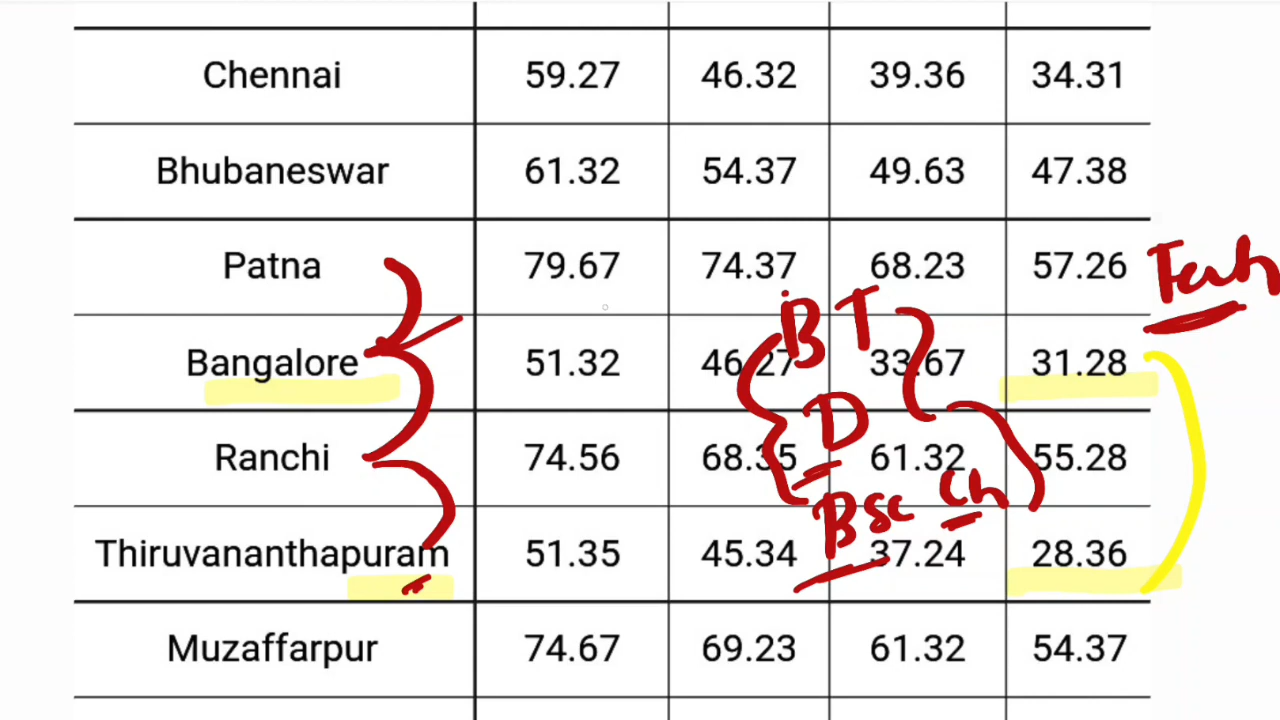 Chennai 59.27 46.32 39.36 34.31
Bhubaneswar 61.32 54.37 49.63 47.38
Patna 79.67 74.37 68.23 57.26
BT
Bangalore 51.32 46.27 33.67 31.28
D
Ranchi 74.56 68.35 61.32 55.28
BSc Ch
Thiruvananthapuram 51.35 45.34 37.24 28.36
Muzaffarpur 74.67 69.23 61.32 54.37